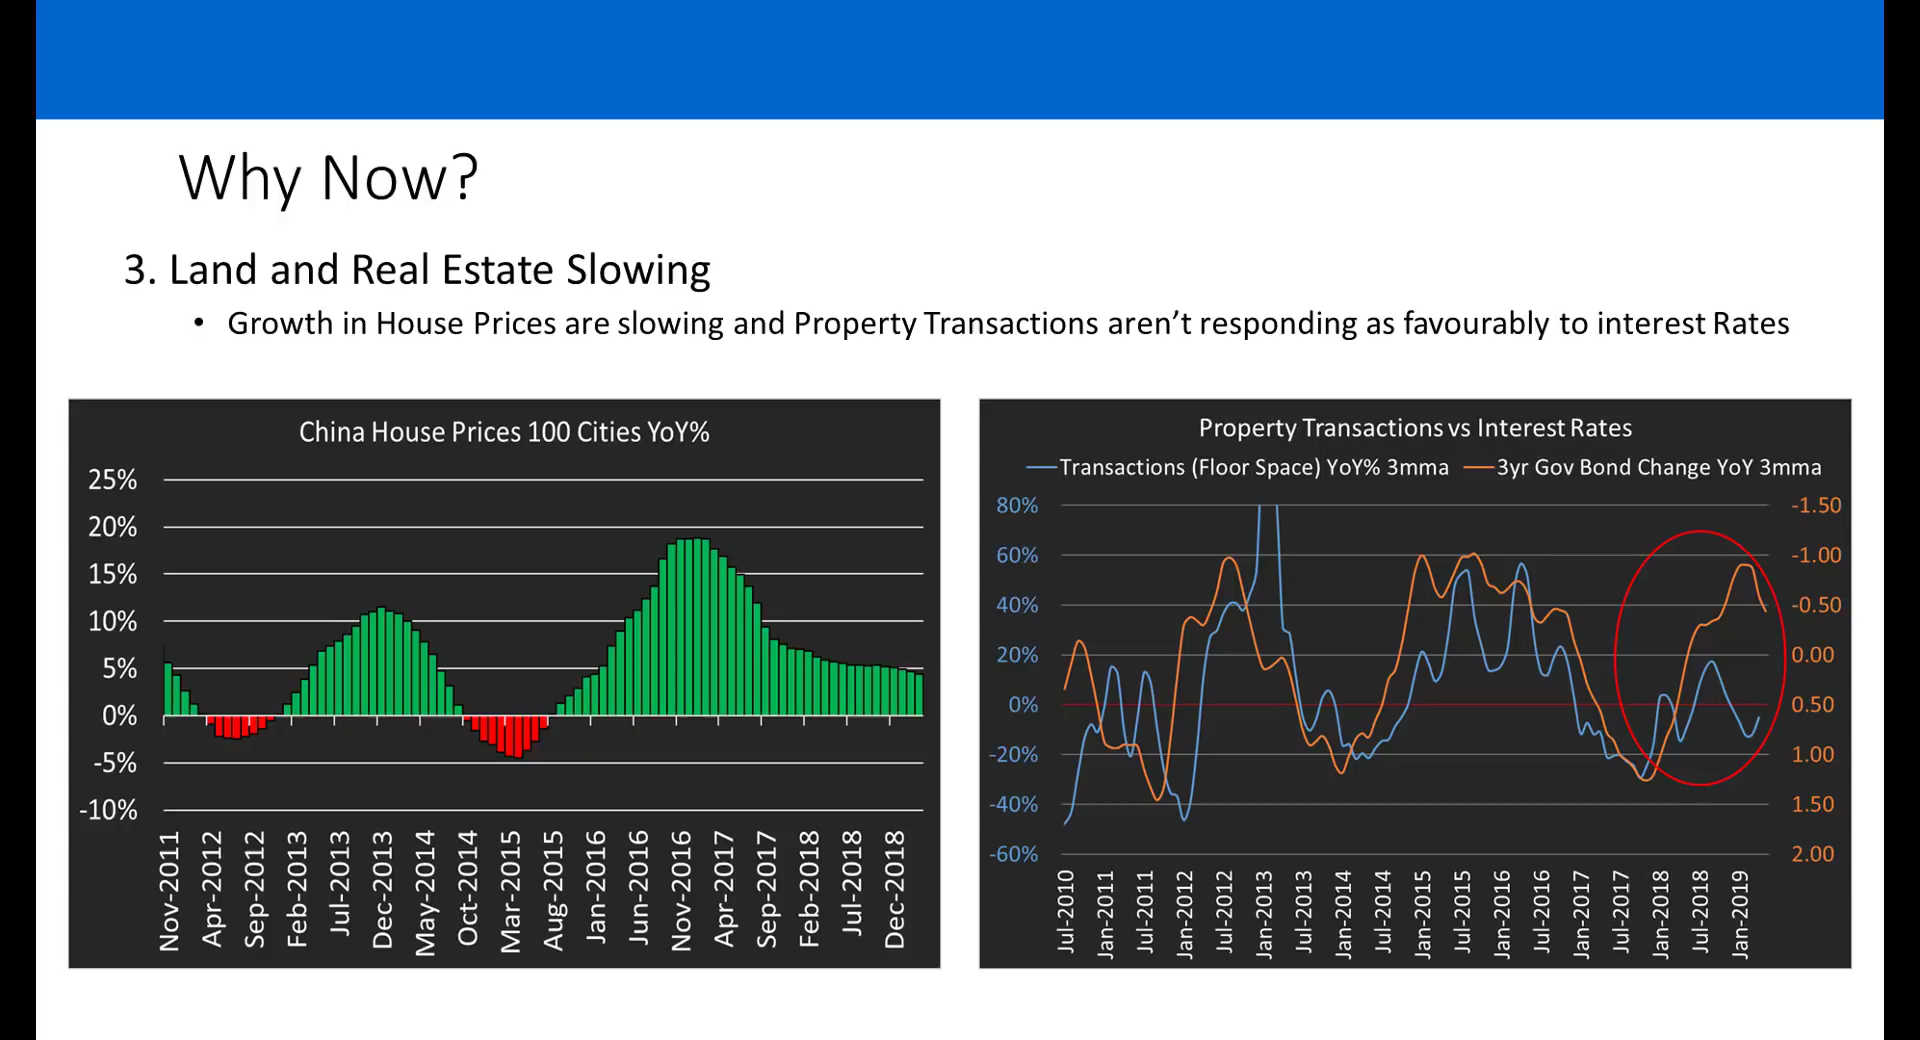 Why Now?
3. Land and Real Estate Slowing
• Growth in House Prices are slowing and Property Transactions aren't responding as favourably to interest Rates
China House Prices 100 Cities YoY%
25%
20%
15%
10%
5%
0%
-5%
-10%
Nov-2011
Apr-2012
Sep-2012
Feb-2013
Jul-2013
Dec-2013
May-2014
Oct-2014
Mar-2015
Aug-2015
Jan-2016
Jun-2016
Nov-2016
Apr-2017
Sep-2017
Feb-2018
Jul-2018
Dec-2018
Property Transactions vs Interest Rates
Transactions (Floor Space) YoY% 3mma
3yr Gov Bond Change YoY 3mma
80%
60%
40%
20%
0%
-20%
-40%
-60%
-1.50
-1.00
-0.50
0.00
0.50
1.00
1.50
2.00
Jul-2010
Jan-2011
Jul-2011
Jan-2012
Jul-2012
Jan-2013
Jul-2013
Jan-2014
Jul-2014
Jan-2015
Jul-2015
Jan-2016
Jul-2016
Jan-2017
Jul-2017
Jan-2018
Jul-2018
Jan-2019